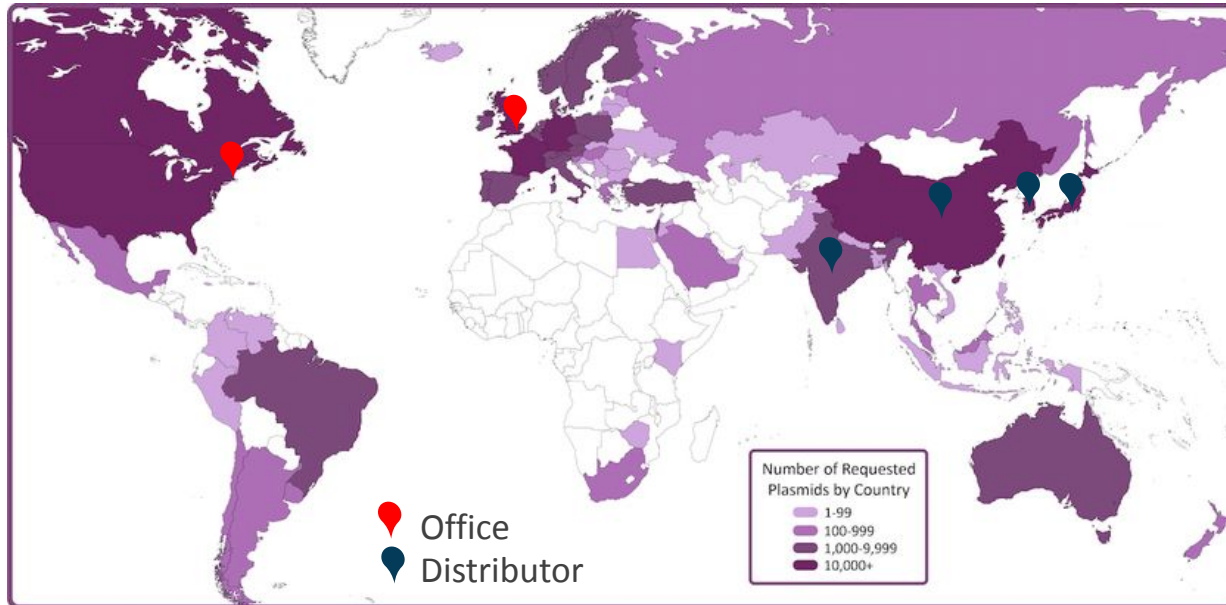 Office
Distributor
Number of Requested
Plasmids by Country
1-99
100-999
1,000-9,999
10,000+